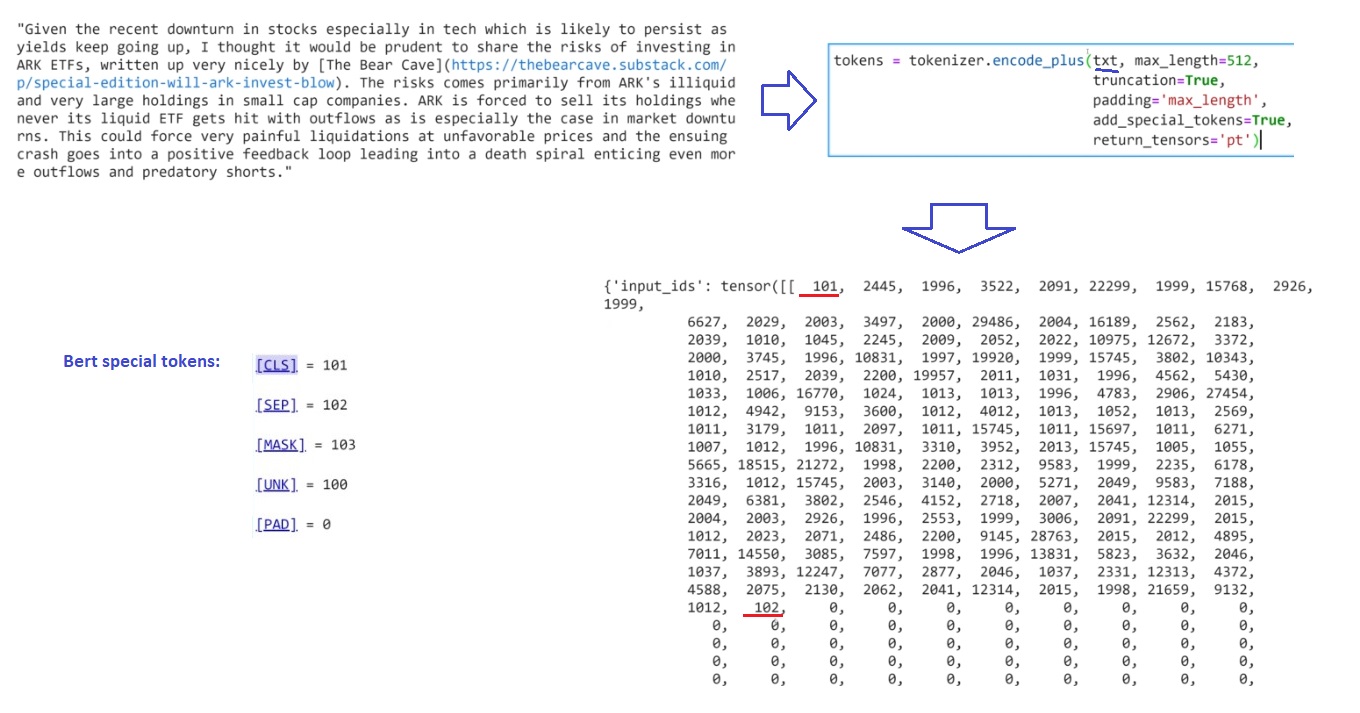 "Given the recent downturn in stocks especially in tech which is likely to persist as
yields keep going up, I thought it would be prudent to share the risks of investing in
ARK ETFs, written up very nicely by [The Bear Cave](https://thebearcave.substack.com/
p/special-edition-will-ark-invest-blow). The risks comes primarily from ARK's illiquid
and very large holdings in small cap companies. ARK is forced to sell its holdings whe
never its liquid ETF gets hit with outflows as is especially the case in market downtu
rns. This could force very painful liquidations at unfavorable prices and the ensuing
crash goes into a positive feedback loop leading into a death spiral enticing even mor
e outflows and predatory shorts."
tokens = tokenizer.encode_plus(txt, max_length=512,
truncation=True,
padding='max_length',
add_special_tokens=True,
return_tensors='pt')
{'input_ids': tensor([[ 101, 2445, 1996, 3522, 2091, 22299, 1999, 15768, 2926,
1999,
6627, 2029, 2003, 3497, 2000, 29486, 2004, 16189, 2562, 2183,
2039, 1010, 1045, 2245, 2009, 2052, 2022, 10975, 12672, 3372,
2000, 3745, 1996, 10831, 1997, 19920, 1999, 15745, 3802, 10343,
1010, 2517, 2039, 2200, 19957, 2011, 1031, 1996, 4562, 5430,
1033, 1006, 16770, 1024, 1013, 1013, 1996, 4783, 2906, 27454,
1012, 4942, 9153, 3600, 1012, 4012, 1013, 1052, 1013, 2569,
1011, 3179, 1011, 2097, 1011, 15745, 1011, 15697, 1011, 6271,
1007, 1012, 1996, 10831, 3310, 3952, 2013, 15745, 1005, 1055,
5665, 18515, 21272, 1998, 2200, 2312, 9583, 1999, 2235, 6178,
3316, 1012, 15745, 2003, 3140, 2000, 5271, 2049, 9583, 7188,
2049, 6381, 3802, 2546, 4152, 2718, 2007, 2041, 12314, 2015,
2004, 2003, 2926, 1996, 2553, 1999, 3006, 2091, 22299, 2015,
1012, 2023, 2071, 2486, 2200, 9145, 28763, 2015, 2012, 4895,
7011, 14550, 3085, 7597, 1998, 1996, 13831, 5823, 3632, 2046,
1037, 3893, 12247, 7077, 2877, 2046, 1037, 2331, 12313, 4372,
4588, 2075, 2130, 2062, 2041, 12314, 2015, 1998, 21659, 9132,
1012, 102, 0, 0, 0, 0, 0, 0, 0, 0,
0, 0, 0, 0, 0, 0, 0, 0, 0, 0,
0, 0, 0, 0, 0, 0, 0, 0, 0, 0,
0, 0, 0, 0, 0, 0, 0, 0, 0, 0,
0, 0, 0, 0, 0, 0, 0, 0, 0, 0,
Bert special tokens:
[CLS] = 101
[SEP] = 102
[MASK] = 103
[UNK] = 100
[PAD] = 0